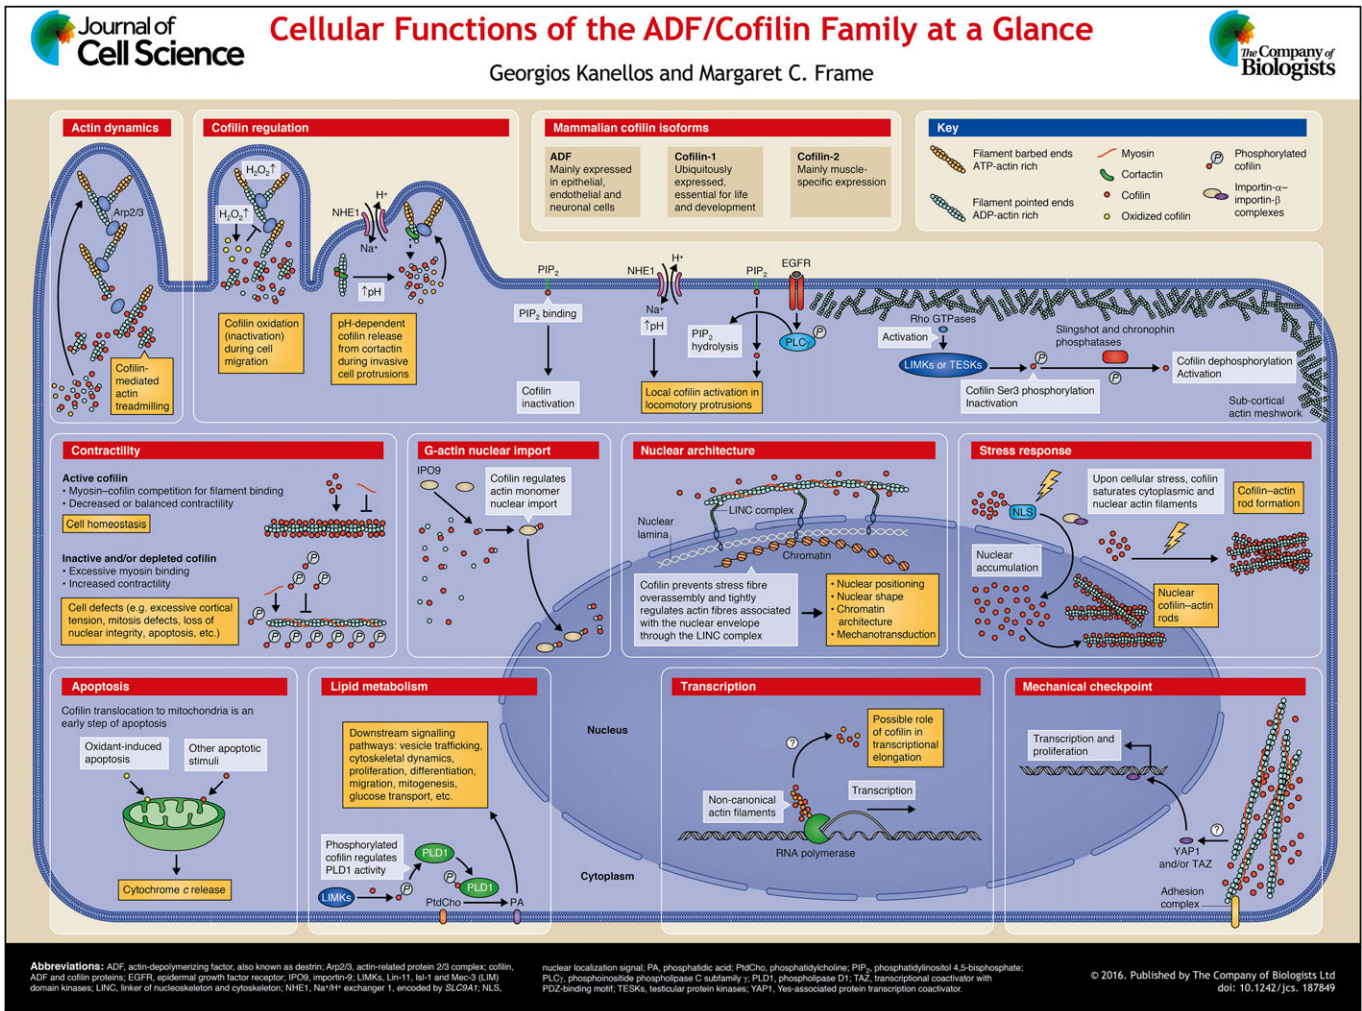 Journal of
Cell Science
Cellular Functions of the ADF/Cofilin Family at a Glance
Georgios Kanellos and Margaret C. Frame
The Company of
Biologists
Actin dynamics
Arp2/3
Cofilin-
mediated
actin
treadmilling
Cofilin regulation
H₂O₂↑
H₂O₂↑
Cofilin oxidation
(inactivation)
during cell
migration
NHE1
H⁺
Na⁺
↑pH
pH-dependent
cofilin release
from cortactin
during invasive
cell protrusions
Mammalian cofilin isoforms
ADF
Mainly expressed
in epithelial,
endothelial and
neuronal cells
Cofilin-1
Ubiquitously
expressed,
essential for life
and development
Cofilin-2
Mainly muscle-
specific expression
Key
Filament barbed ends
ATP-actin rich
Filament pointed ends
ADP-actin rich
Myosin
Cortactin
Cofilin
Oxidized cofilin
P
Phosphorylated
cofilin
Importin-α–
importin-β
complexes
PIP₂
PIP₂ binding
Cofilin
inactivation
NHE1
H⁺
Na⁺
↑pH
PIP₂
EGFR
PIP₂
hydrolysis
PLCγ
P
Local cofilin activation in
locomotory protrusions
Rho GTPases
Activation
LIMKs or TESKs
P
Cofilin Ser3 phosphorylation
Inactivation
Slingshot and chronophin
phosphatases
P
Cofilin dephosphorylation
Activation
Sub-cortical
actin meshwork
Contractility
Active cofilin
• Myosin–cofilin competition for filament binding
• Decreased or balanced contractility
Cell homeostasis
Inactive and/or depleted cofilin
• Excessive myosin binding
• Increased contractility
Cell defects (e.g. excessive cortical
tension, mitosis defects, loss of
nuclear integrity, apoptosis, etc.)
P
P
P
P
P P P P P P
G-actin nuclear import
IPO9
Cofilin regulates
actin monomer
nuclear import
Nuclear architecture
LINC complex
Nuclear
lamina
Chromatin
Cofilin prevents stress fibre
overassembly and tightly
regulates actin fibres associated
with the nuclear envelope
through the LINC complex
• Nuclear positioning
• Nuclear shape
• Chromatin
architecture
• Mechanotransduction
Stress response
NLS
Upon cellular stress, cofilin
saturates cytoplasmic and
nuclear actin filaments
Cofilin–actin
rod formation
Nuclear
accumulation
Nuclear
cofilin–actin
rods
Apoptosis
Cofilin translocation to mitochondria is an
early step of apoptosis
Oxidant-induced
apoptosis
Other apoptotic
stimuli
Cytochrome c release
Lipid metabolism
Downstream signalling
pathways: vesicle trafficking,
cytoskeletal dynamics,
proliferation, differentiation,
migration, mitogenesis,
glucose transport, etc.
Phosphorylated
cofilin regulates
PLD1 activity
LIMKs
P
PLD1
P
PLD1
PtdCho
PA
Nucleus
Cytoplasm
Transcription
?
Possible role
of cofilin in
transcriptional
elongation
Non-canonical
actin filaments
Transcription
RNA polymerase
Mechanical checkpoint
Transcription and
proliferation
?
YAP1
and/or TAZ
Adhesion
complex
Abbreviations: ADF, actin-depolymerizing factor, also known as destrin; Arp2/3, actin-related protein 2/3 complex; cofilin,
ADF and cofilin proteins; EGFR, epidermal growth factor receptor; IPO9, importin-9; LIMKs, Lin-11, Isl-1 and Mec-3 (LIM)
domain kinases; LINC, linker of nucleoskeleton and cytoskeleton; NHE1, Na⁺/H⁺ exchanger 1, encoded by SLC9A1; NLS,
nuclear localization signal; PA, phosphatidic acid; PtdCho, phosphatidylcholine; PIP₂, phosphatidylinositol 4,5-bisphosphate;
PLCγ, phosphoinositide phospholipase C subfamily γ; PLD1, phospholipase D1; TAZ, transcriptional coactivator with
PDZ-binding motif; TESKs, testicular protein kinases; YAP1, Yes-associated protein transcription coactivator.
© 2016. Published by The Company of Biologists Ltd
doi: 10.1242/jcs. 187849